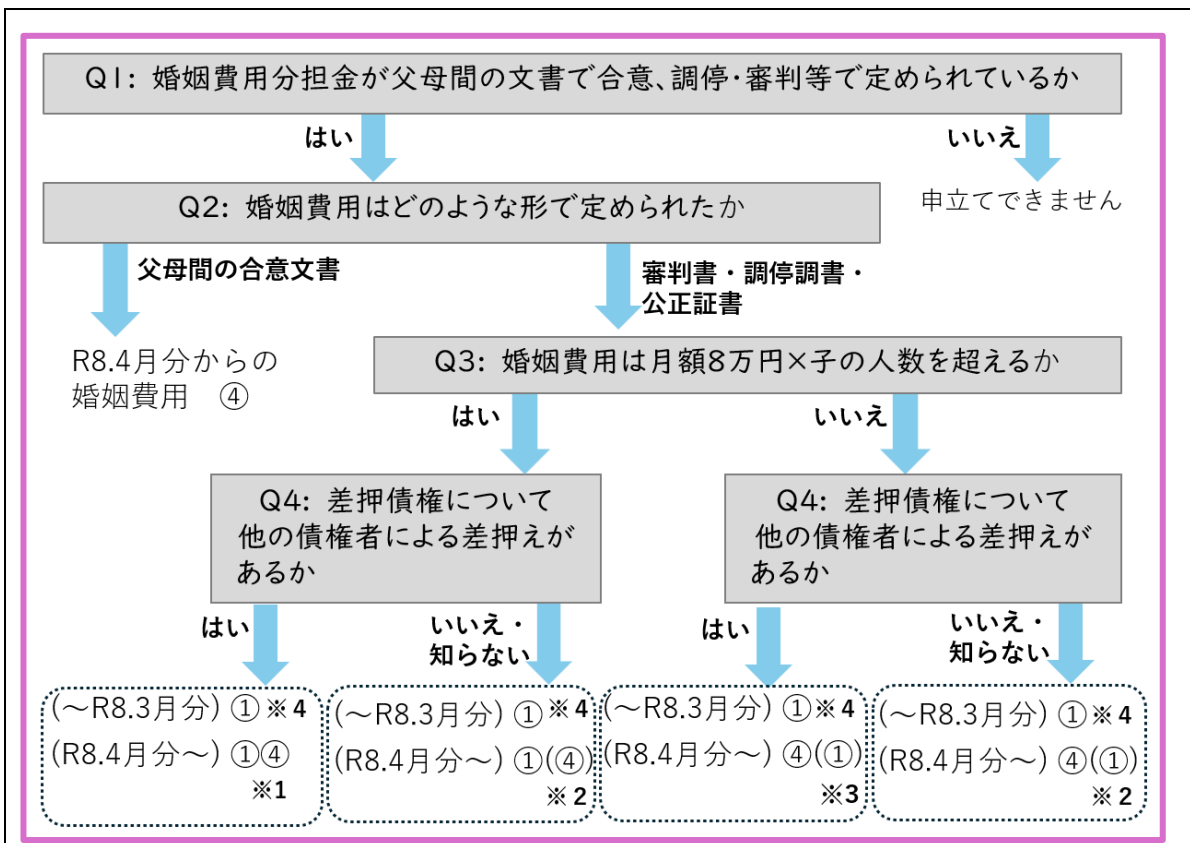 Q1: 婚姻費用分担金が父母間の文書で合意、調停・審判等で定められているか
はい
いいえ
Q2: 婚姻費用はどのような形で定められたか
申立てできません
父母間の合意文書
審判書・調停調書・
公正証書
R8.4月分からの
婚姻費用　④
Q3: 婚姻費用は月額8万円×子の人数を超えるか
はい
いいえ
Q4: 差押債権について
他の債権者による差押えが
あるか
Q4: 差押債権について
他の債権者による差押えが
あるか
はい
いいえ・
知らない
はい
いいえ・
知らない
(～R8.3月分) ①※4
(R8.4月分～) ①④
※1
(～R8.3月分) ①※4
(R8.4月分～) ①(④)
※2
(～R8.3月分) ①※4
(R8.4月分～) ④(①)
※3
(～R8.3月分) ①※4
(R8.4月分～) ④(①)
※2